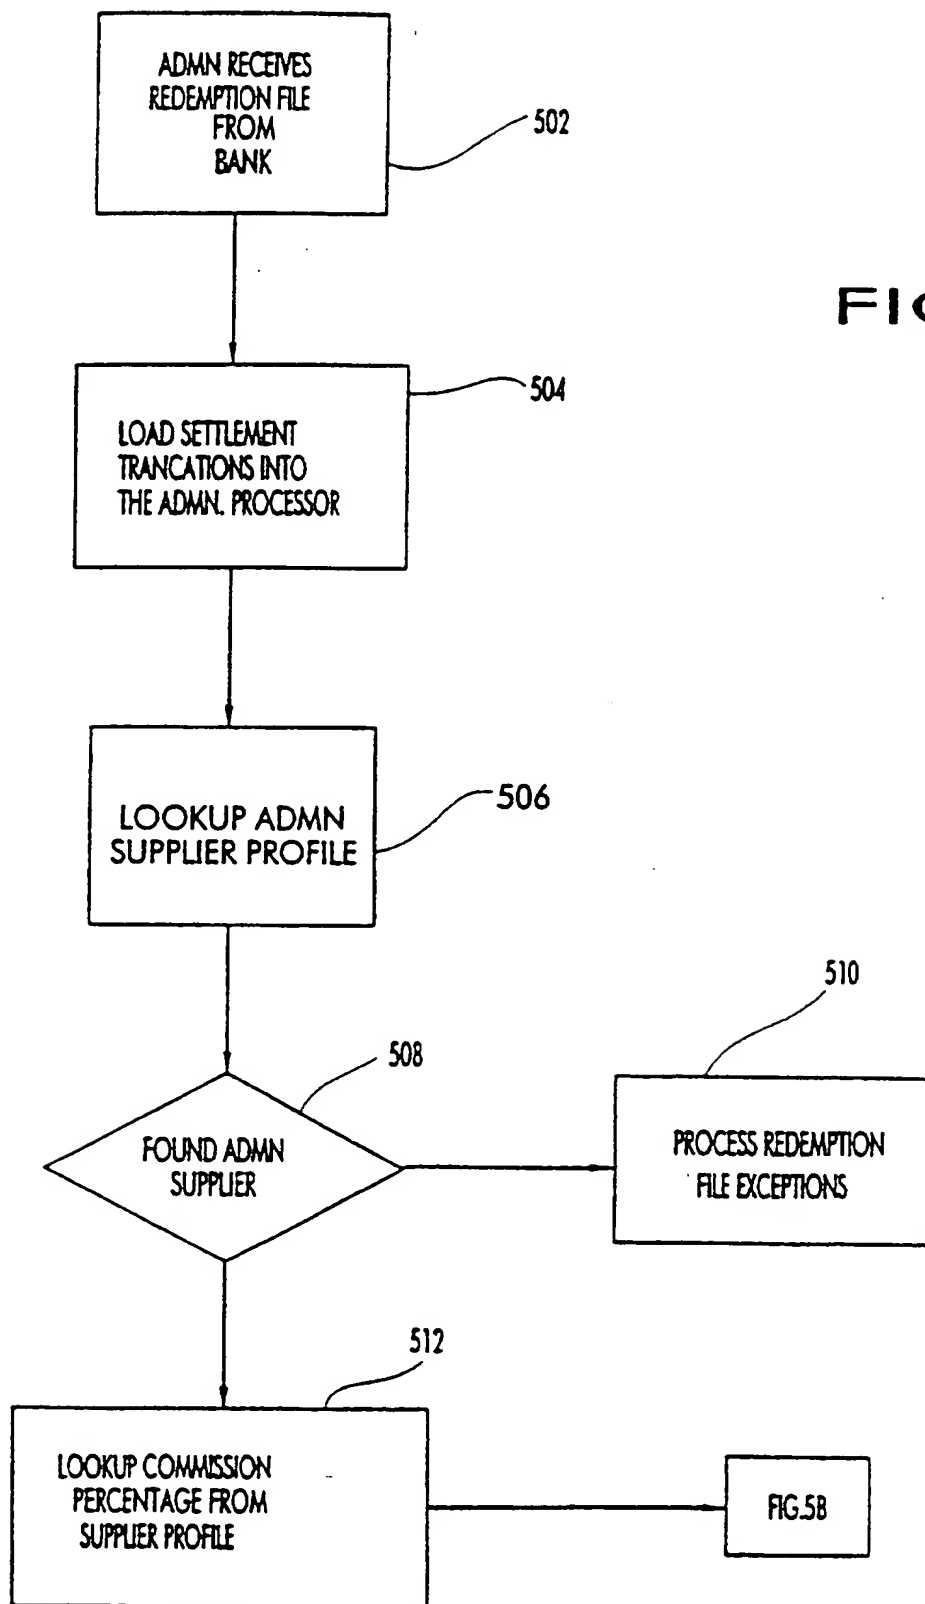 ADMN RECEIVES
REDEMPTION FILE
FROM
BANK
502
FIG
504
LOAD SETTLEMENT
TRANCATIONS INTO
THE ADMN. PROCESSOR
LOOKUP ADMN
SUPPLIER PROFILE
506
508
FOUND ADMN
SUPPLIER
510
PROCESS REDEMPTION
FILE EXCEPTIONS
512
LOOKUP COMMISSION
PERCENTAGE FROM
SUPPLIER PROFILE
FIG.5B